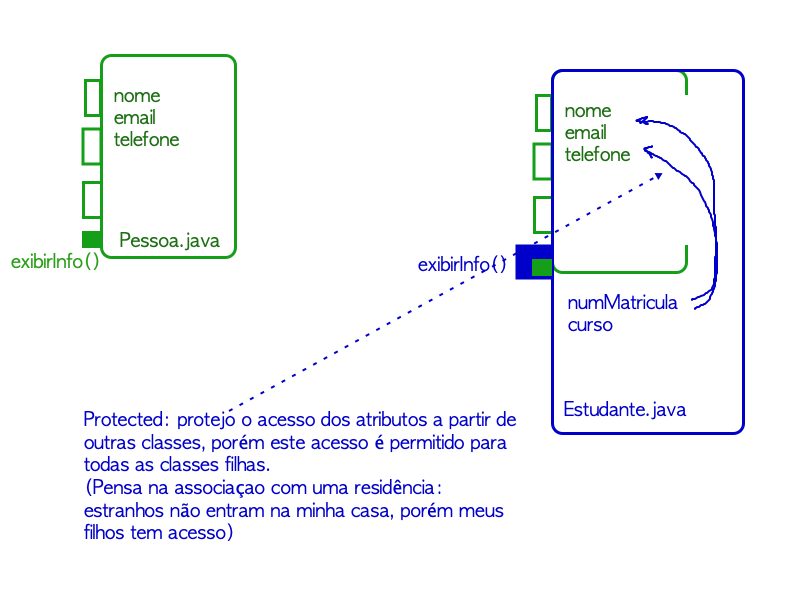 nome
email
telefone
Pessoa.java
exibirInfo()
nome
email
telefone
exibirInfo()
numMatricula
curso
Estudante.java
Protected: protejo o acesso dos atributos a partir de
outras classes, porém este acesso é permitido para
todas as classes filhas.
(Pensa na associaçao com uma residência:
estranhos não entram na minha casa, porém meus
filhos tem acesso)